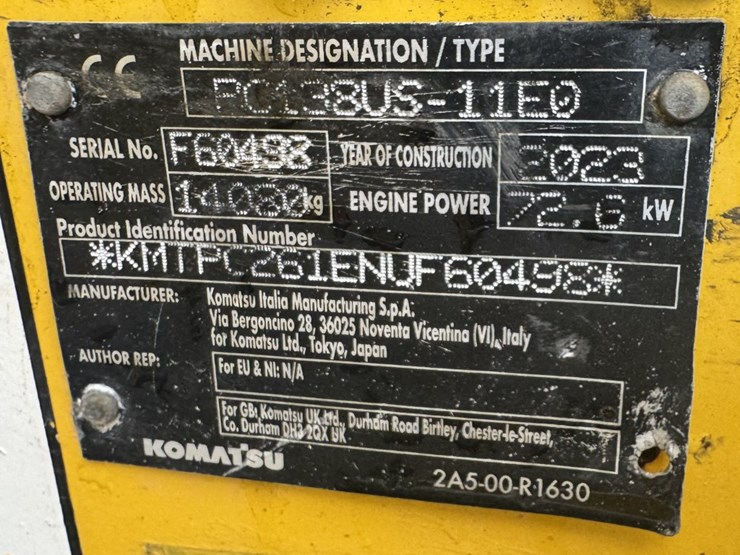 CE
MACHINE DESIGNATION / TYPE
PC138US-11E0
SERIAL No. F60498 YEAR OF CONSTRUCTION 2023
OPERATING MASS 14080kg ENGINE POWER 72.6 kW
Product Identification Number
*KMTPC261ENUF60498*
MANUFACTURER: Komatsu Italia Manufacturing S.p.A.
Via Bergoncino 28, 36025 Noventa Vicentina (VI), Italy
for Komatsu Ltd., Tokyo, Japan
AUTHOR REP: For EU & NI: N/A
For GB: Komatsu UK Ltd., Durham Road Birtley, Chester-le-Street,
Co. Durham DH3 2QX UK
KOMATSU
2A5-00-R1630